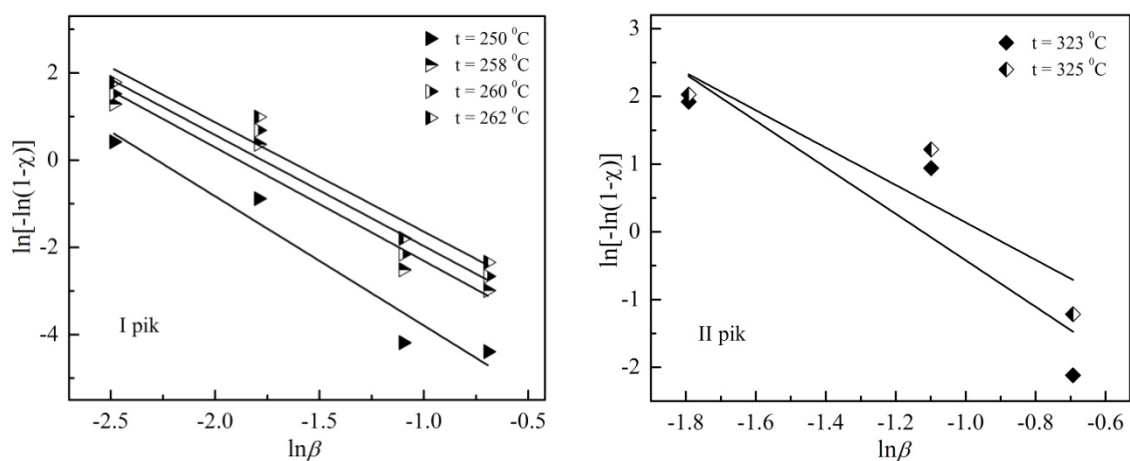 ln[-ln(1-χ)]
2
0
-2
-4
t = 250 ⁰C
t = 258 ⁰C
t = 260 ⁰C
t = 262 ⁰C
I pik
-2.5 -2.0 -1.5 -1.0 -0.5
lnβ
ln[-ln(1-χ)]
3
2
1
0
-1
-2
t = 323 ⁰C
t = 325 ⁰C
II pik
-1.8 -1.6 -1.4 -1.2 -1.0 -0.8 -0.6
lnβ